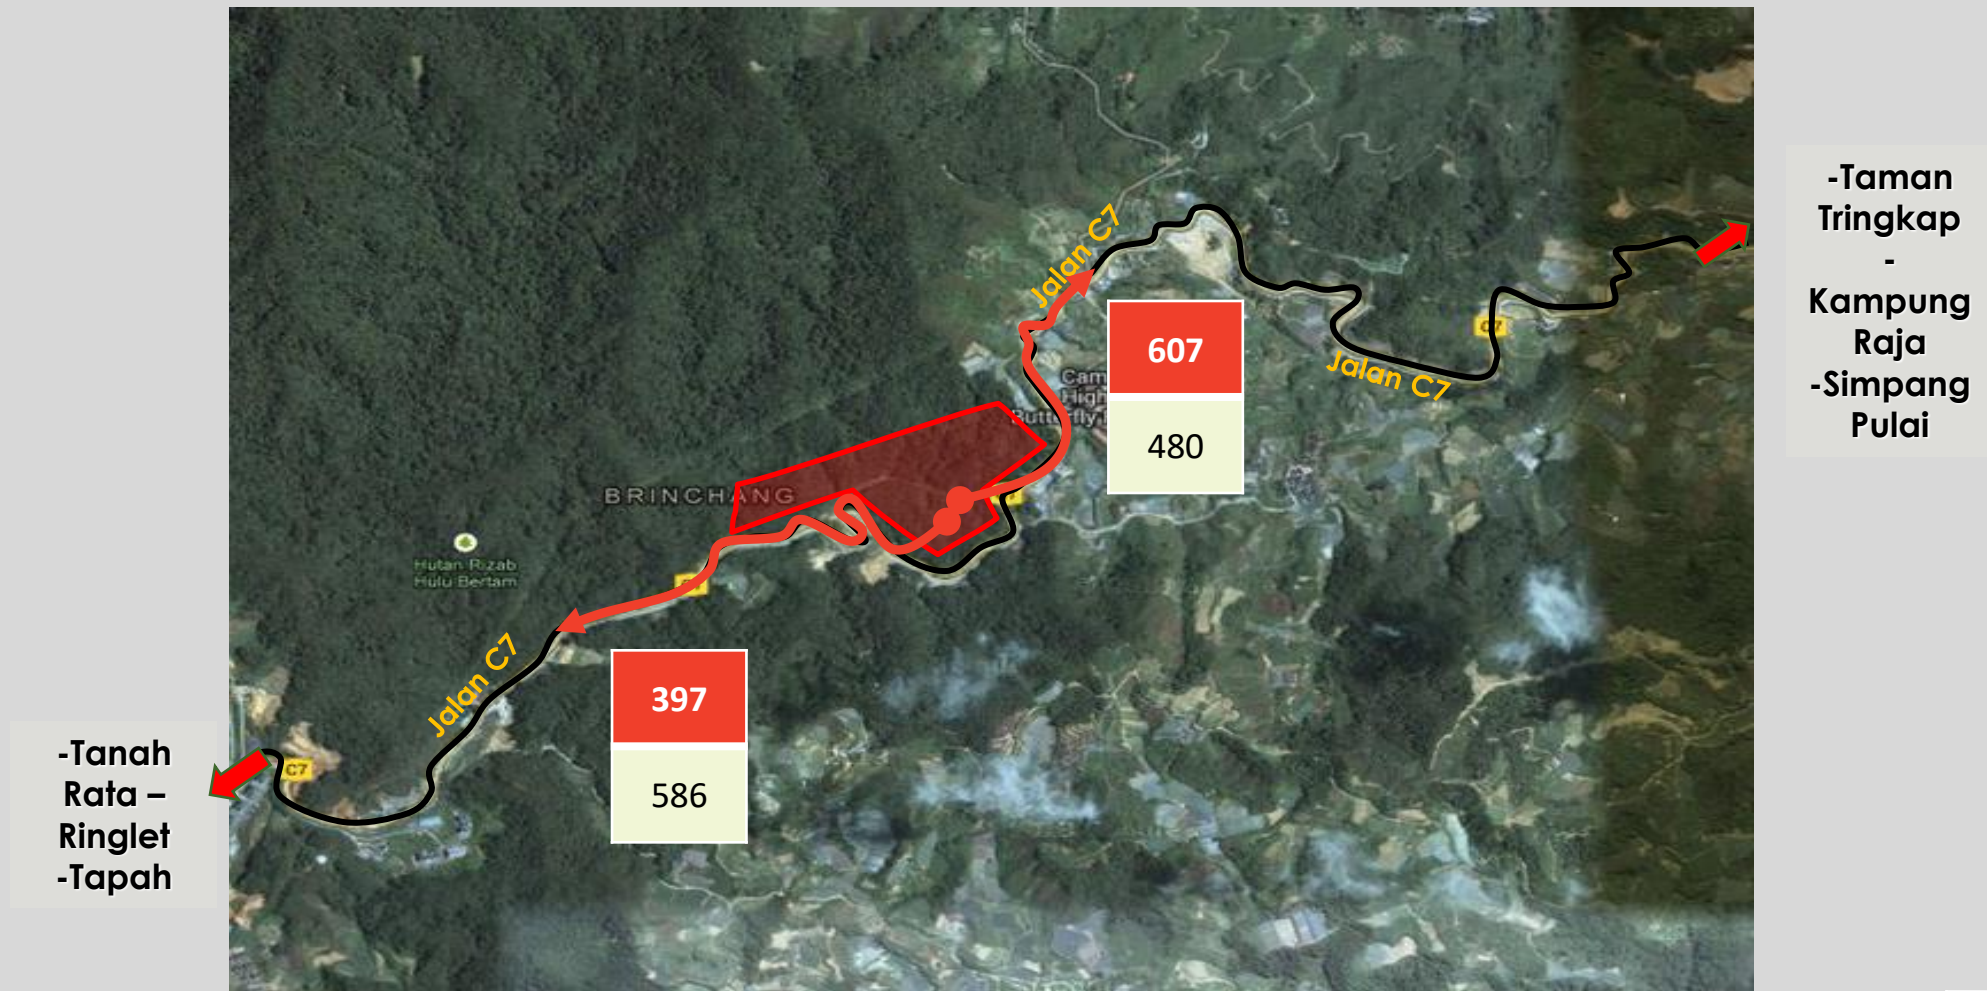 -Taman
Tringkap
-
Kampung
Raja
-Simpang
Pulai
Jalan C7
C7
Jalan C7
607
480
BRINCHANG
Hutan Rizab
Hulu Bertam
Jalan C7
397
586
C7
-Tanah
Rata –
Ringlet
-Tapah